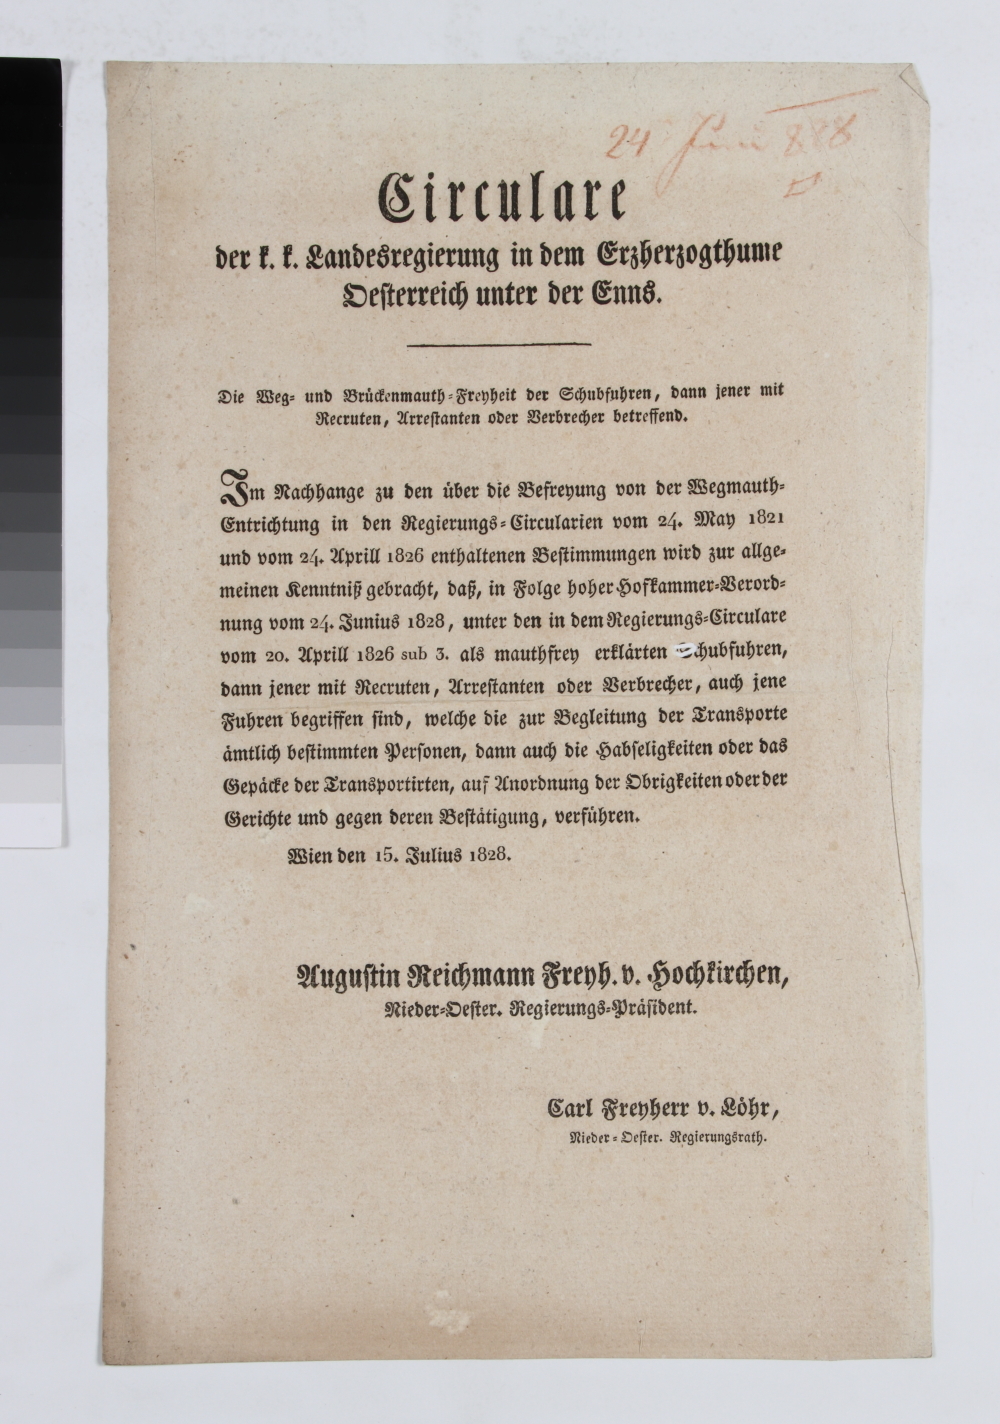 24 Juni 828
Circulare
der k. k. Landesregierung in dem Erzherzogthume
Oesterreich unter der Enns.
Die Weg- und Brückenmauth-Freyheit der Schubfuhren, dann jener mit
Recruten, Arrestanten oder Verbrecher betreffend.
Im Nachhange zu den über die Befreyung von der Wegmauth-
Entrichtung in den Regierungs-Circularien vom 24. May 1821
und vom 24. Aprill 1826 enthaltenen Bestimmungen wird zur allge-
meinen Kenntniß gebracht, daß, in Folge hoher Hofkammer-Verord-
nung vom 24. Junius 1828, unter den in dem Regierungs-Circulare
vom 20. Aprill 1826 sub 3. als mauthfrey erklärten Schubfuhren,
dann jener mit Recruten, Arrestanten oder Verbrecher, auch jene
Fuhren begriffen sind, welche die zur Begleitung der Transporte
ämtlich bestimmten Personen, dann auch die Habseligkeiten oder das
Gepäcke der Transportirten, auf Anordnung der Obrigkeiten oder der
Gerichte und gegen deren Bestätigung, verführen.
Wien den 15. Julius 1828.
Augustin Reichmann Freyh. v. Hochkirchen,
Nieder-Oester. Regierungs-Präsident.
Carl Freyherr v. Löhr,
Nieder-Oester. Regierungsrath.